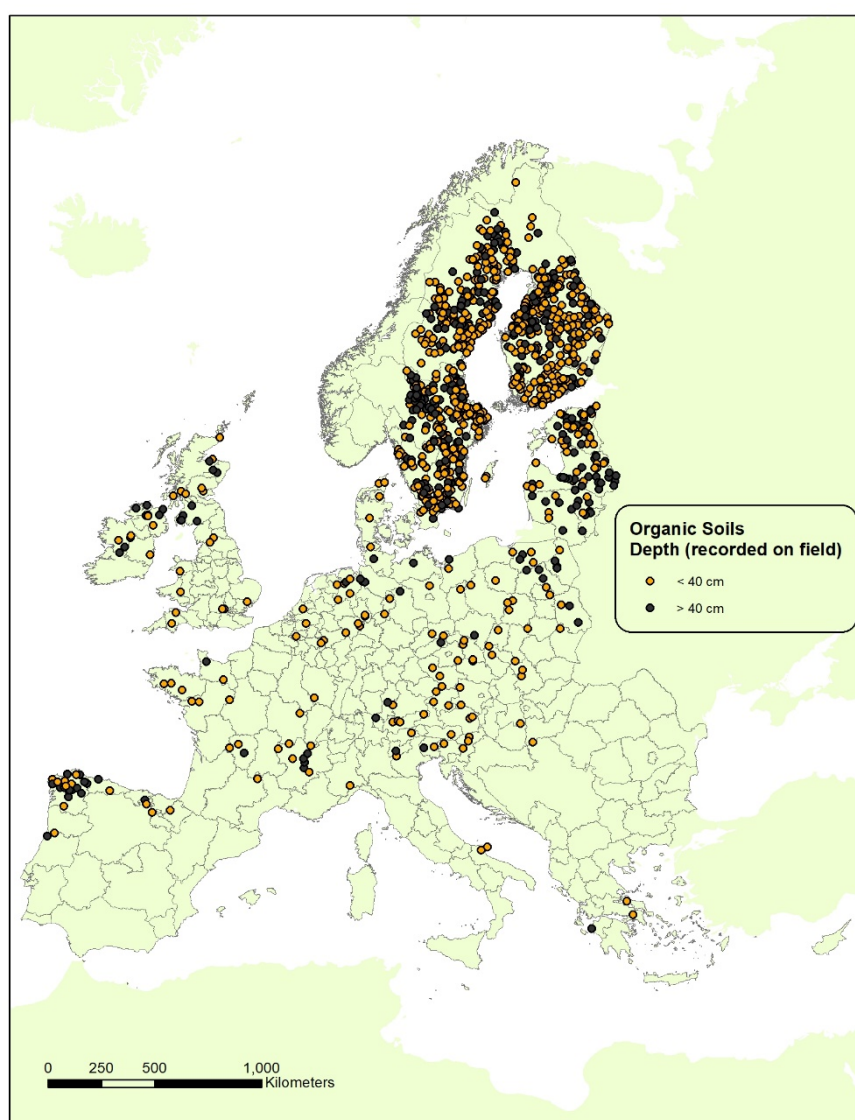 Organic Soils
Depth (recorded on field)
< 40 cm
> 40 cm
0 250 500 1,000
Kilometers